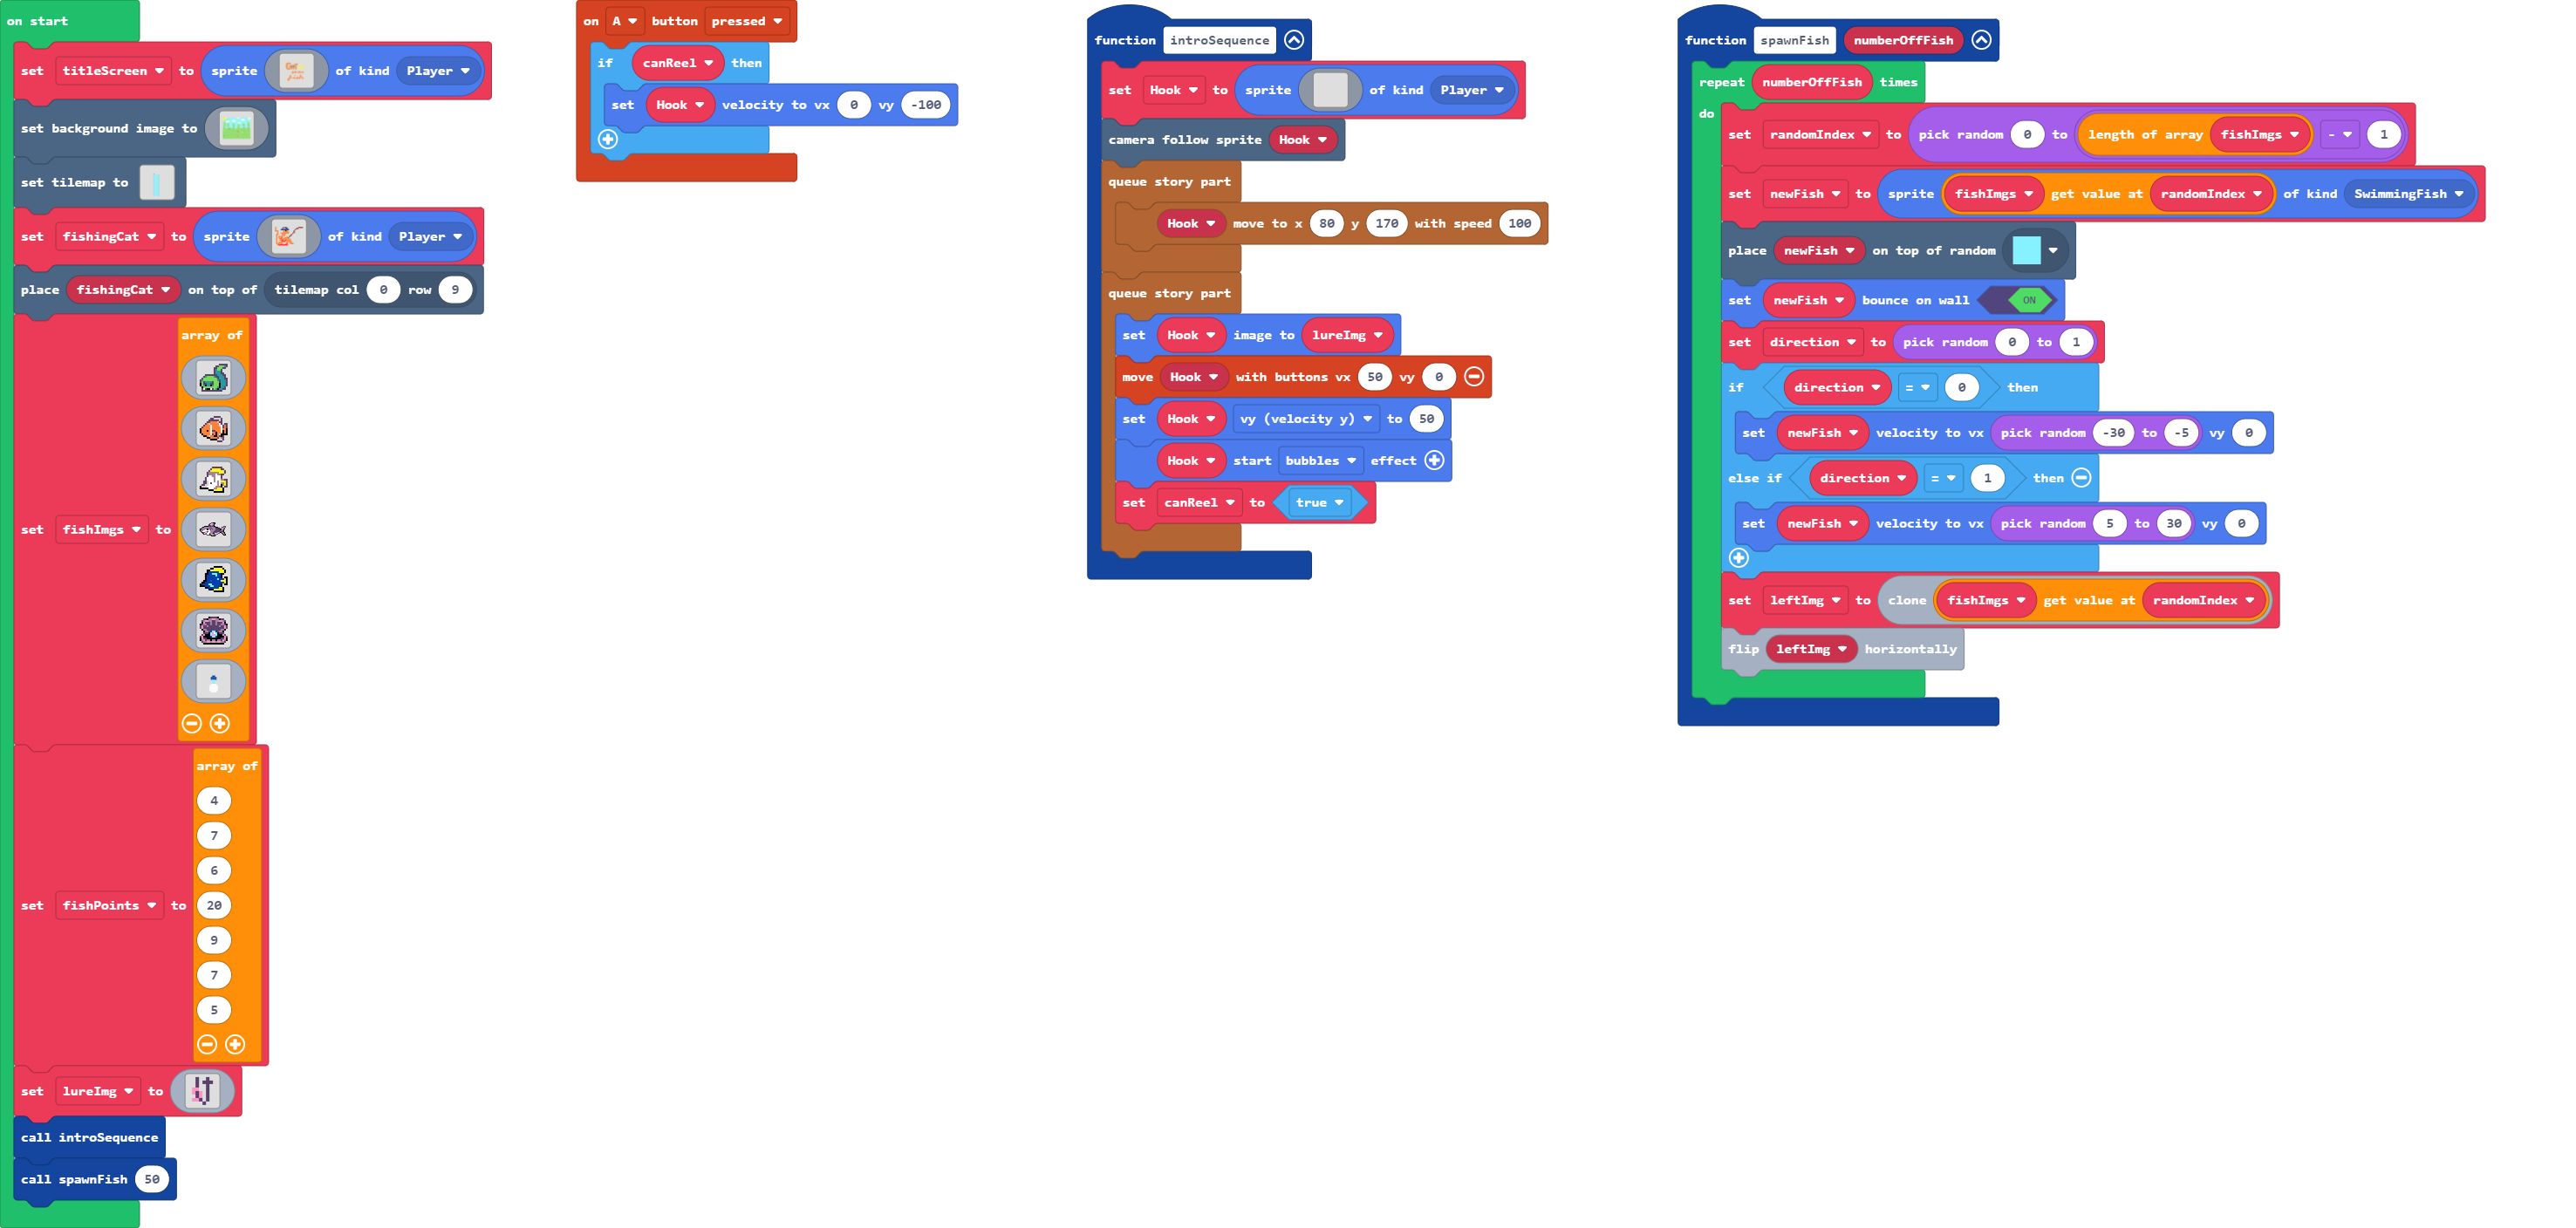 on start
set titleScreen to sprite of kind Player
set background image to
set tilemap to
set fishingCat to sprite of kind Player
place fishingCat on top of tilemap col 0 row 9
array of
set fishImgs to
array of
4
7
6
20
set fishPoints to
9
7
5
set lureImg to
call introSequence
call spawnFish 50
on A button pressed
if canReel then
set Hook velocity to vx 0 vy -100
function introSequence
set Hook to sprite of kind Player
camera follow sprite Hook
queue story part
Hook move to x 80 y 170 with speed 100
queue story part
set Hook image to lureImg
move Hook with buttons vx 50 vy 0
set Hook vy (velocity y) to 50
Hook start bubbles effect
set canReel to true
function spawnFish numberOffFish
repeat numberOffFish times
do
set randomIndex to pick random 0 to length of array fishImgs - 1
set newFish to sprite fishImgs get value at randomIndex of kind SwimmingFish
place newFish on top of random
set newFish bounce on wall ON
set direction to pick random 0 to 1
if direction = 0 then
set newFish velocity to vx pick random -30 to -5 vy 0
else if direction = 1 then
set newFish velocity to vx pick random 5 to 30 vy 0
set leftImg to clone fishImgs get value at randomIndex
flip leftImg horizontally